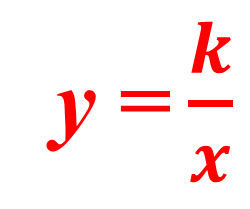 y = k/x